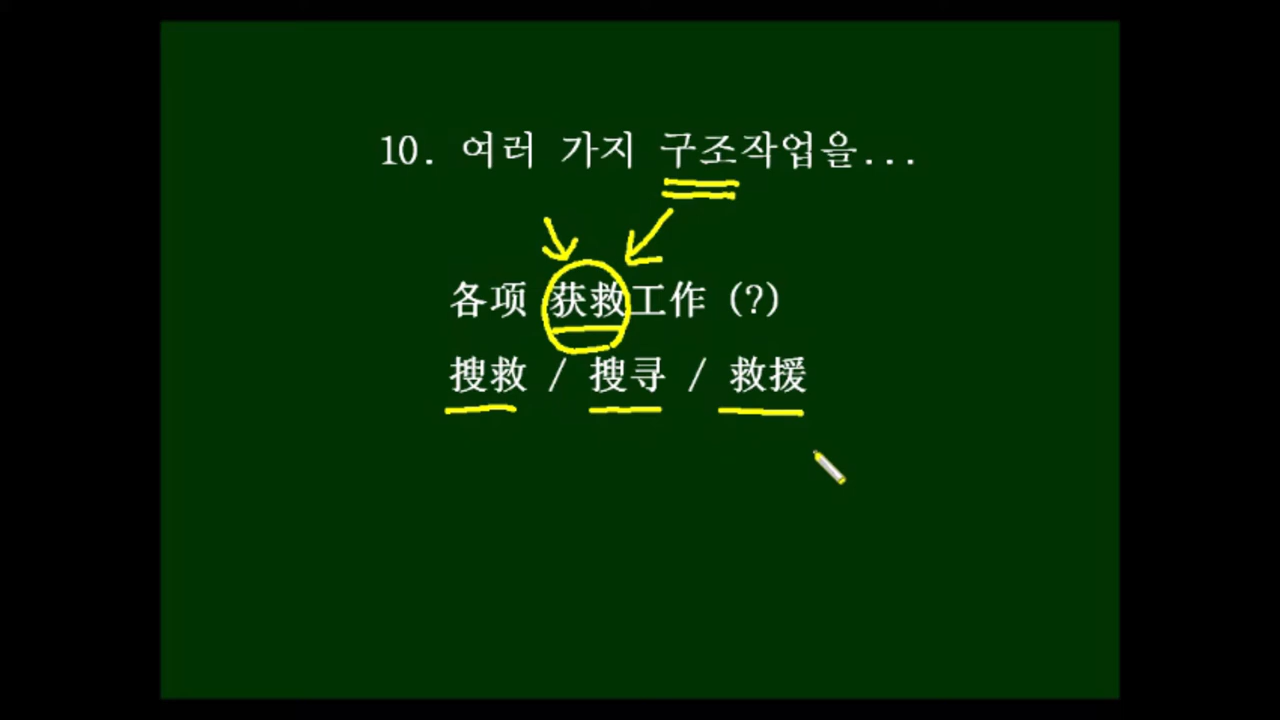 10. 여러 가지 구조작업을...
各项 获救工作 (?)
搜救 / 搜寻 / 救援